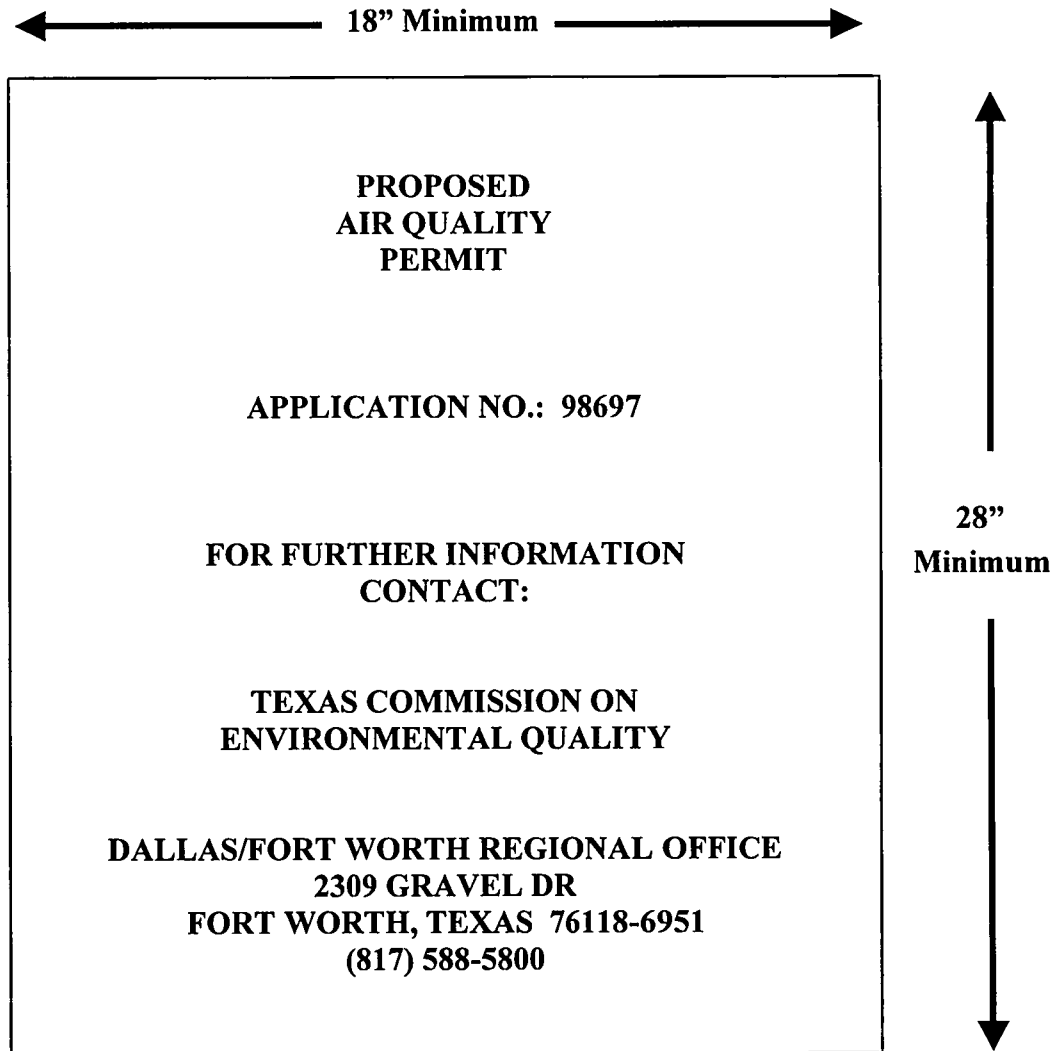 18” Minimum
PROPOSED
AIR QUALITY
PERMIT
APPLICATION NO.: 98697
28”
Minimum
FOR FURTHER INFORMATION
CONTACT:
TEXAS COMMISSION ON
ENVIRONMENTAL QUALITY
DALLAS/FORT WORTH REGIONAL OFFICE
2309 GRAVEL DR
FORT WORTH, TEXAS 76118-6951
(817) 588-5800